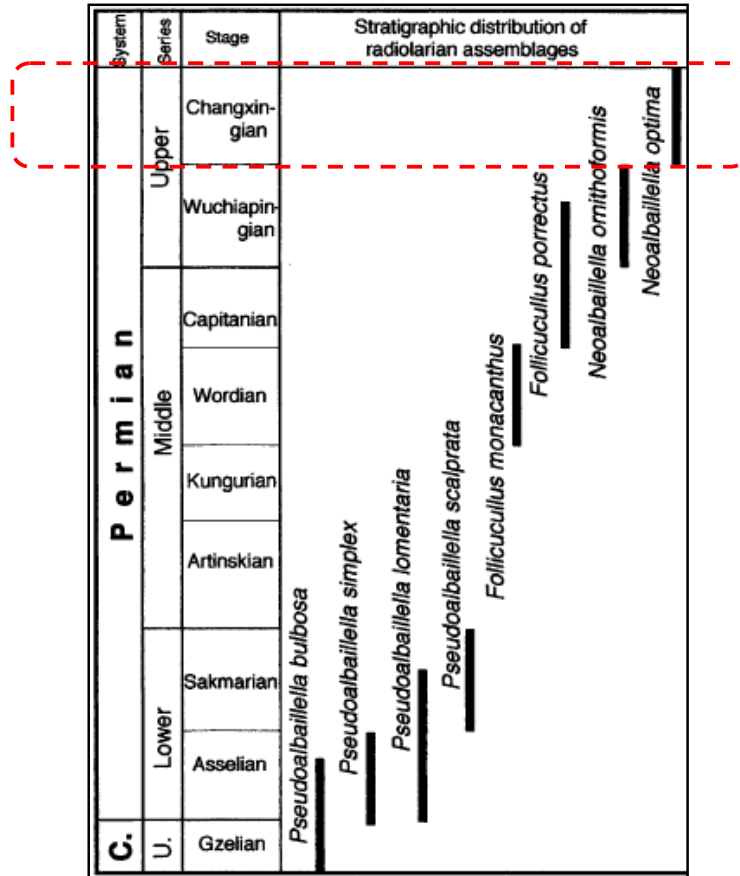 System
Series
Stage
Stratigraphic distribution of
radiolarian assemblages
Permian
Upper
Changxin-
gian
Wuchiapin-
gian
Middle
Capitanian
Wordian
Kungurian
Artinskian
Lower
Sakmarian
Asselian
C.
U.
Gzelian
Pseudoalbaillella bulbosa
Pseudoalbaillella simplex
Pseudoalbaillella lomentaria
Pseudoalbaillella scalprata
Follicucullus monacanthus
Follicucullus porrectus
Neoalbaillella ornithoformis
Neoalbaillella optima